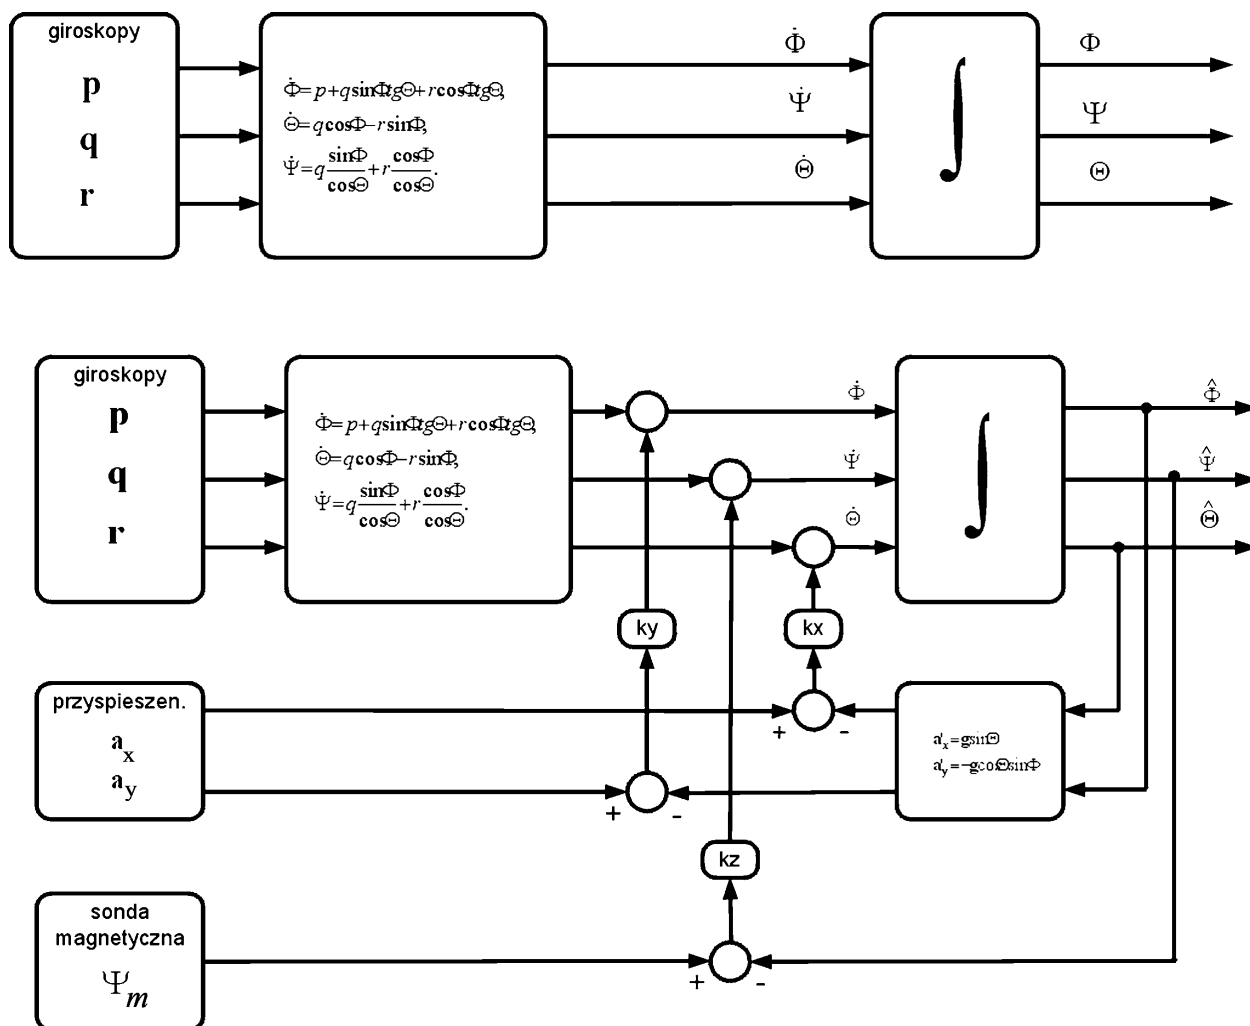 giroskopy
p
q
r
Φ̇=p+qsinΦtgΘ+rcosΦtgΘ,
Θ̇=qcosΦ–rsinΦ,
Ψ̇=q sinΦ/cosΘ + r cosΦ/cosΘ.
Φ̇
Ψ̇
Θ̇
∫
Φ
Ψ
Θ
giroskopy
p
q
r
Φ̇=p+qsinΦtgΘ+rcosΦtgΘ,
Θ̇=qcosΦ–rsinΦ,
Ψ̇=q sinΦ/cosΘ + r cosΦ/cosΘ.
Φ̇
Ψ̇
Θ̇
∫
Φ̂
Ψ̂
Θ̂
ky
kx
przyspieszen.
a_x
a_y
+ -
a'_x=gsinΘ
a'_y=–gcosΘsinΦ
+ -
kz
sonda
magnetyczna
Ψ_m
+ -